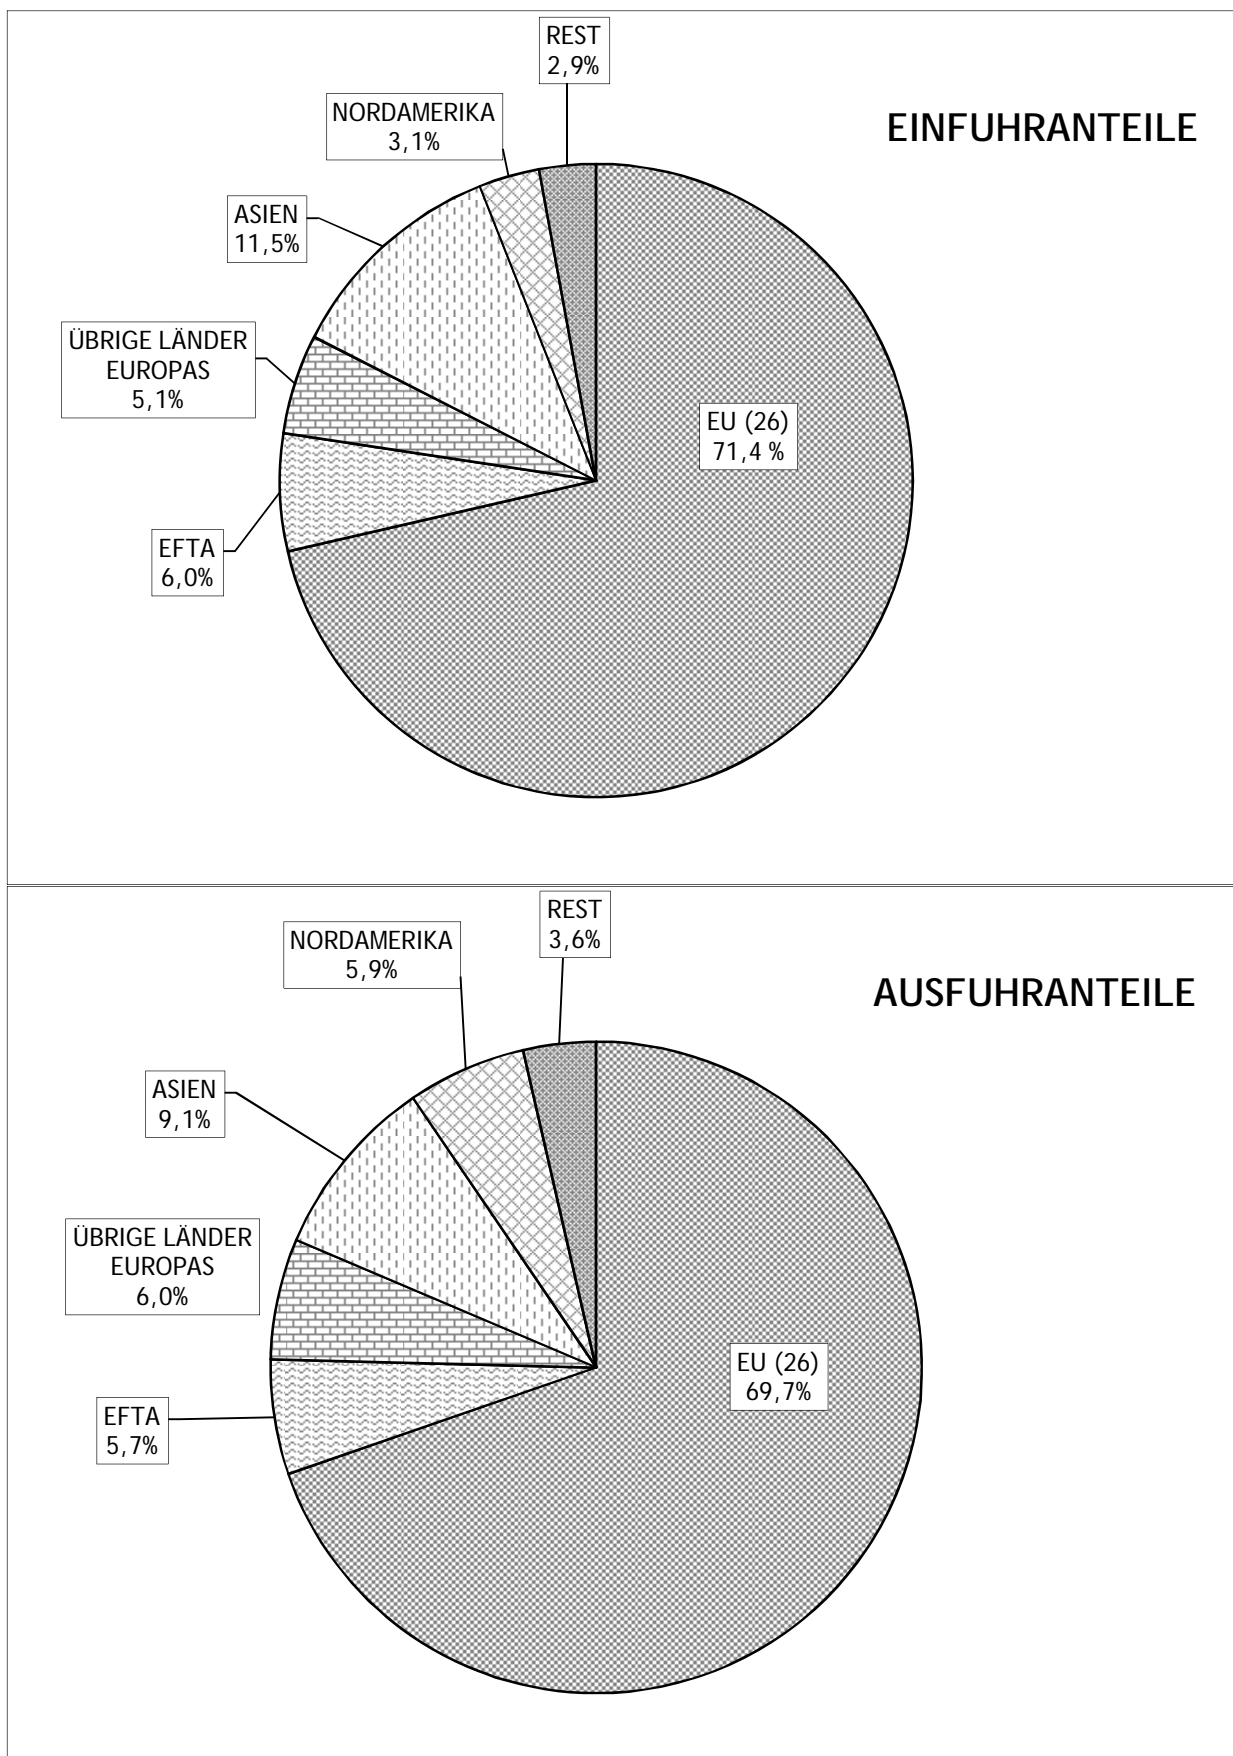 REST
2,9%
NORDAMERIKA
3,1%
EINFUHRANTEILE
ASIEN
11,5%
ÜBRIGE LÄNDER
EUROPAS
5,1%
EU (26)
71,4 %
EFTA
6,0%
REST
3,6%
NORDAMERIKA
5,9%
AUSFUHRANTEILE
ASIEN
9,1%
ÜBRIGE LÄNDER
EUROPAS
6,0%
EU (26)
69,7%
EFTA
5,7%